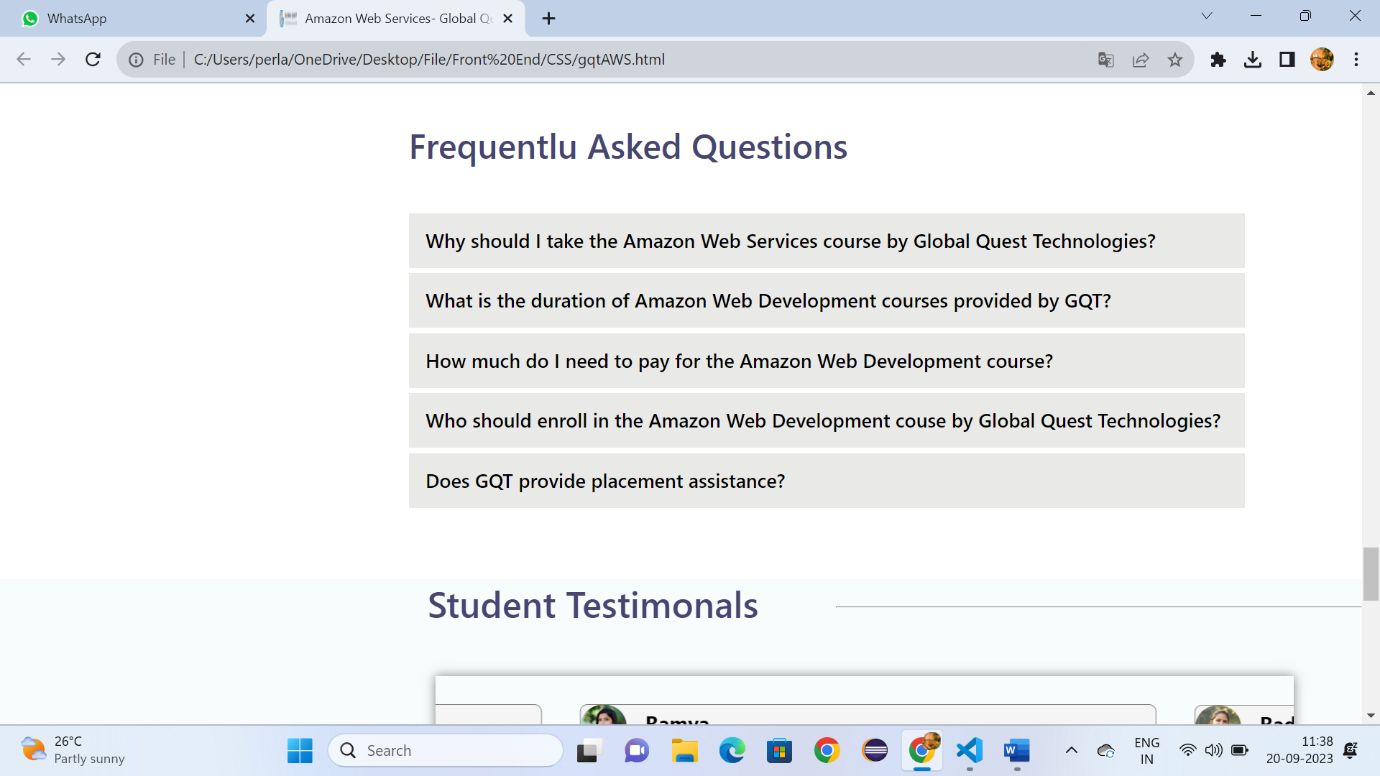 WhatsApp
Amazon Web Services- Global Qu
File
C:/Users/perla/OneDrive/Desktop/File/Front%20End/CSS/gqtAWS.html
Frequentlu Asked Questions
Why should I take the Amazon Web Services course by Global Quest Technologies?
What is the duration of Amazon Web Development courses provided by GQT?
How much do I need to pay for the Amazon Web Development course?
Who should enroll in the Amazon Web Development couse by Global Quest Technologies?
Does GQT provide placement assistance?
Student Testimonals
Ramya
26°C
Partly sunny
Search
ENG
IN
11:38
20-09-2023